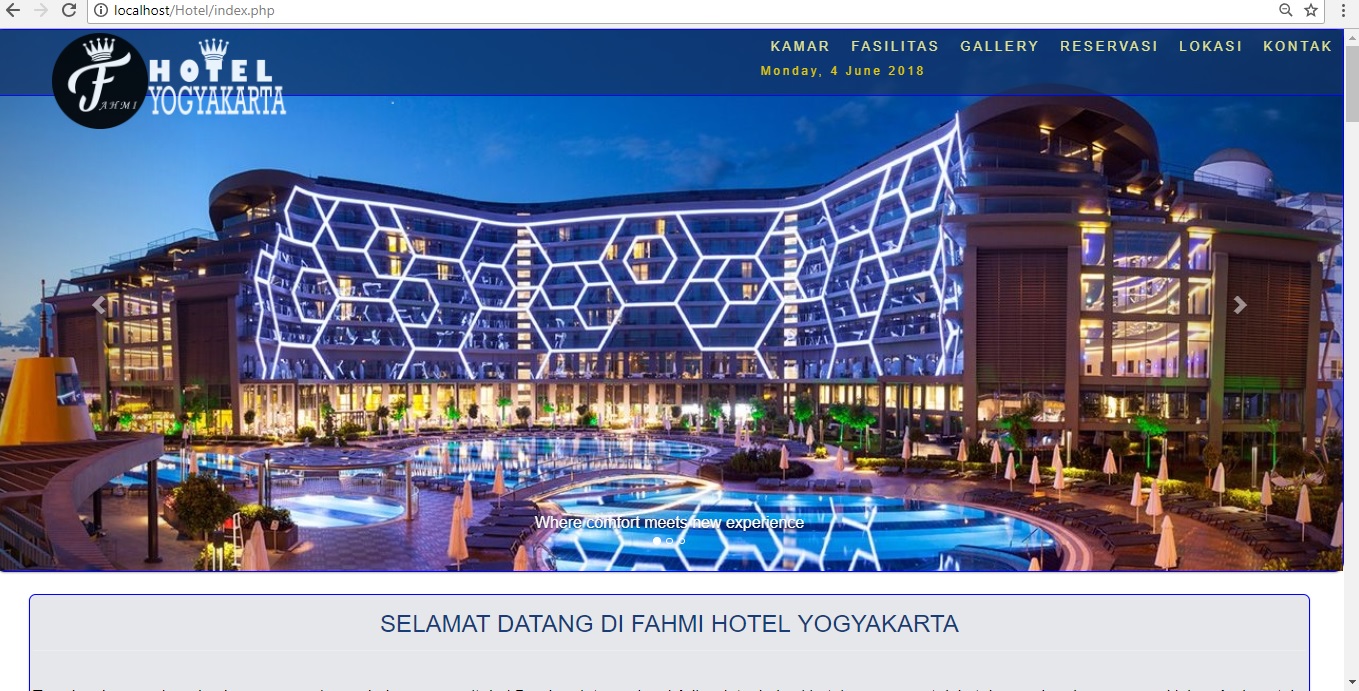 localhost/Hotel/index.php
KAMAR FASILITAS GALLERY RESERVASI LOKASI KONTAK
Monday, 4 June 2018
FAHMI
HOTEL
YOGYAKARTA
Where comfort meets new experience
SELAMAT DATANG DI FAHMI HOTEL YOGYAKARTA